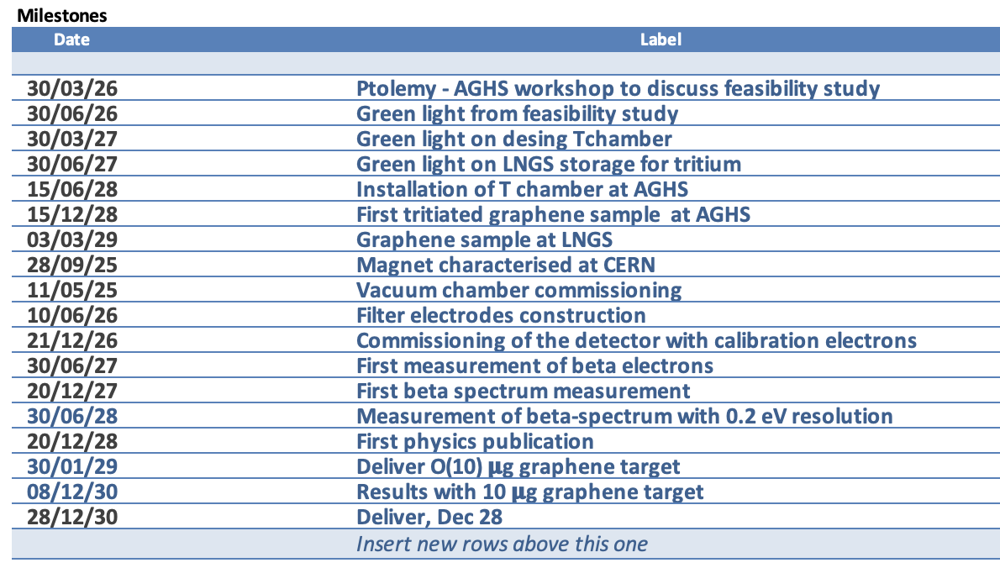 Milestones
Date Label
30/03/26 Ptolemy - AGHS workshop to discuss feasibility study
30/06/26 Green light from feasibility study
30/03/27 Green light on desing Tchamber
30/06/27 Green light on LNGS storage for tritium
15/06/28 Installation of T chamber at AGHS
15/12/28 First tritiated graphene sample  at AGHS
03/03/29 Graphene sample at LNGS
28/09/25 Magnet characterised at CERN
11/05/25 Vacuum chamber commissioning
10/06/26 Filter electrodes construction
21/12/26 Commissioning of the detector with calibration electrons
30/06/27 First measurement of beta electrons
20/12/27 First beta spectrum measurement
30/06/28 Measurement of beta-spectrum with 0.2 eV resolution
20/12/28 First physics publication
30/01/29 Deliver O(10) μg graphene target
08/12/30 Results with 10 μg graphene target
28/12/30 Deliver, Dec 28
Insert new rows above this one